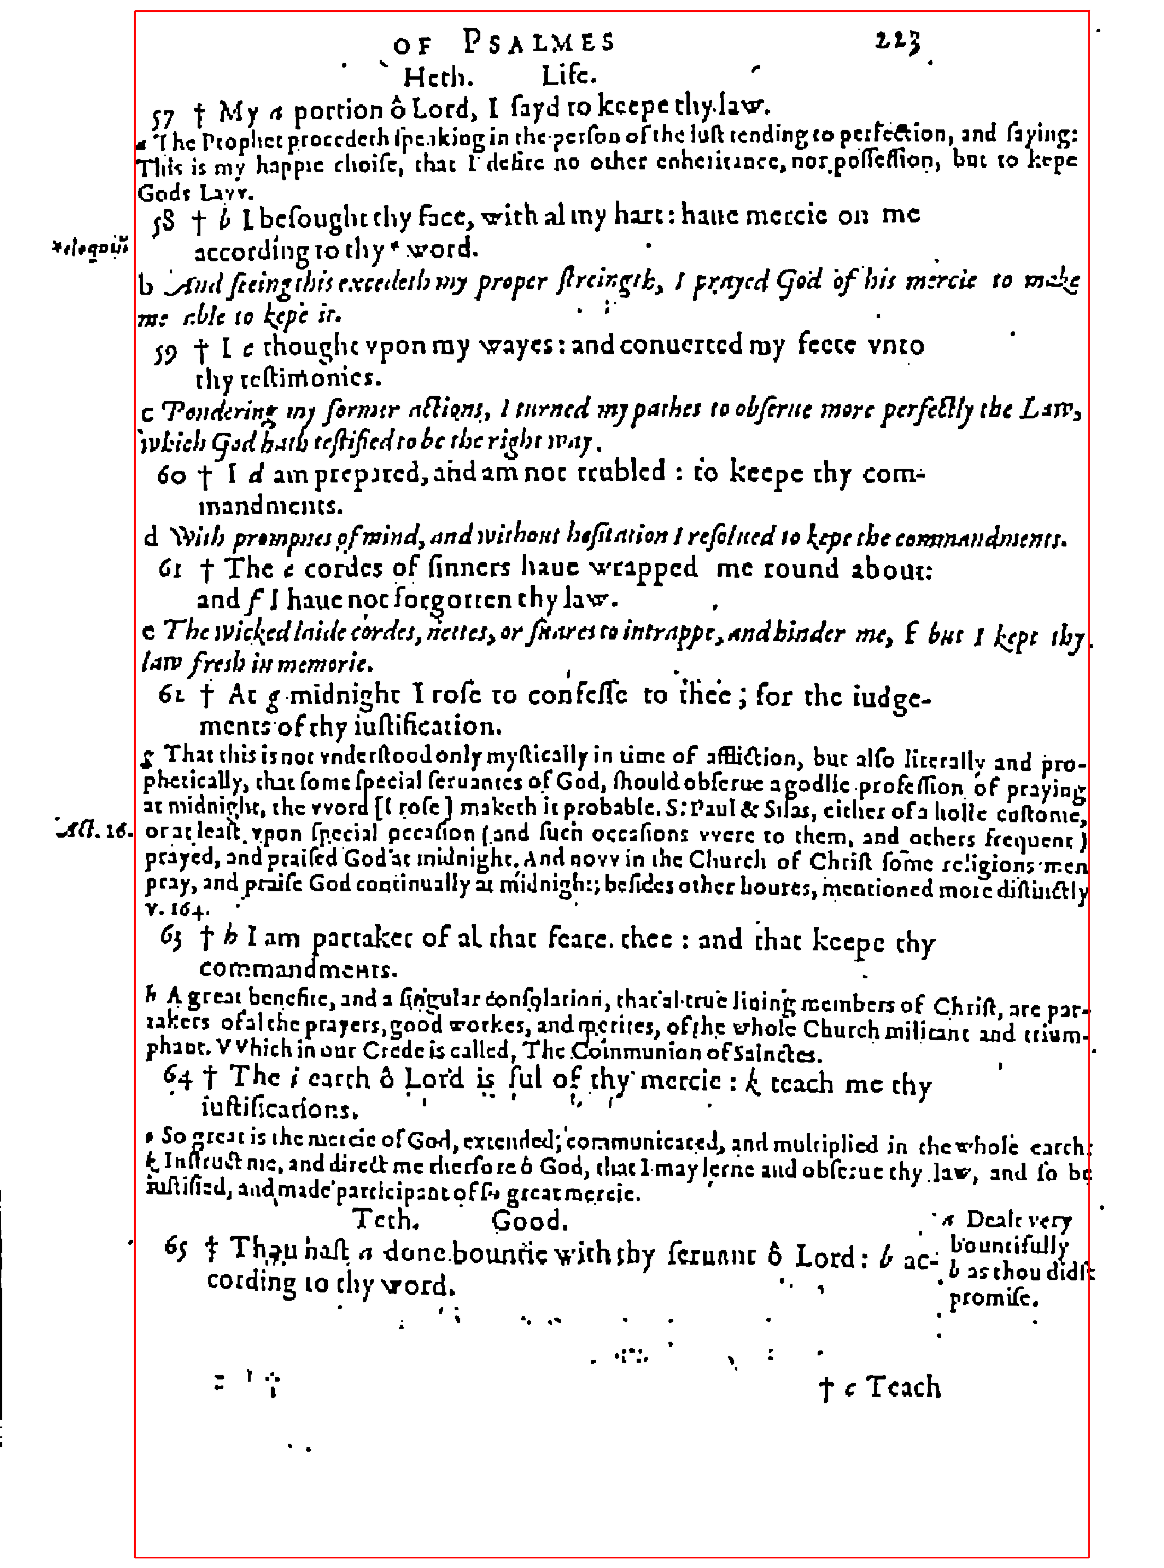 OF PSALMES 223
Heth. Life.
57 † My a portion ô Lord, I sayd to keepe thy law.
a The Prophet procedeth speaking in the person of the iust tending to perfection, and saying:
This is my happie choise, that I desire no other enheritance, nor possession, but to kepe
Gods Lavv.
58 † b I besought thy face, with al my hart: haue mercie on me
*eloquiũ
according to thy * word.
b And seeing this excedeth my proper streingth, I prayed God of his mercie to make
me able to kepe it.
59 † I c thought vpon my wayes: and conuerted my feete vnto
thy testimonies.
c Pondering my former actions, I turned my pathes to obserue more perfectly the Law,
which God hath testified to be the right way.
60 † I d am prepared, and am not trubled: to keepe thy com-
mandments.
d With promptnes of mind, and without hesitation I resolued to kepe the commandments.
61 † The e cordes of sinners haue wrapped me round about:
and f I haue not forgotten thy law.
e The wicked laide cordes, nettes, or snares to intrappe, and hinder me, f but I kept thy
law fresh in memorie.
62 † At g midnight I rose to confesse to thee; for the iudge-
ments of thy iustification.
g That this is not vnderstood only mystically in time of affliction, but also literally and pro-
phetically, that some special seruantes of God, should obserue a godlie profession of praying
at midnight, the vvord [I rose] maketh it probable. S. Paul & Silas, either of a holie custome,
Act. 16.
or at least vpon special occasion (and such occasions vvere to them, and others frequent)
prayed, and praised God at midnight. And novv in the Church of Christ some religions men
pray, and praise God continually at midnight; besides other houres, mentioned more distinctly
v. 164.
63 † h I am partaker of al that feare thee: and that keepe thy
commandments.
h A great benefite, and a singular consolation, that al true liuing members of Christ, are par-
takers of al the prayers, good workes, and merites, of the whole Church militant and trium-
phant. VVhich in our Crede is called, The Communion of Sainctes.
64 † The i earth ô Lord is ful of thy mercie: k teach me thy
iustifications.
i So great is the mercie of God, extended, communicated, and multiplied in the whole earth:
k Instruct me, and direct me therfore ô God, that I may lerne and obserue thy law, and so be
iustified, and made participant of so great mercie.
Teth. Good.
65 † Thou hast a done bountie with thy seruant ô Lord: b ac-
cording to thy word.
a Dealt very
bountifully
b as thou didst
promise.
† c Teach